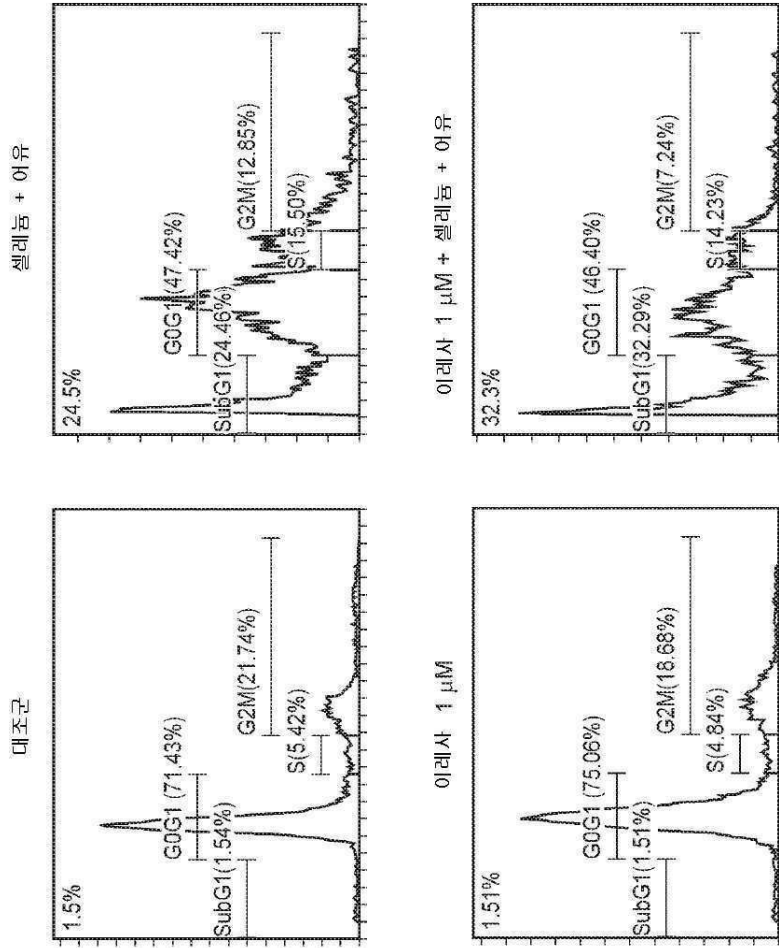 대조군
1.5%
G0G1 (71.43%)
SubG1(1.54%)
G2M(21.74%)
S(5.42%)
셀레늄 + 어유
24.5%
G0G1 (47.42%)
SubG1(24.46%)
G2M(12.85%)
S(15.50%)
이레사 1 μM
1.51%
G0G1 (75.06%)
SubG1(1.51%)
G2M(18.68%)
S(4.84%)
이레사 1 μM + 셀레늄 + 어유
32.3%
G0G1 (46.40%)
SubG1(32.29%)
G2M(7.24%)
S(14.23%)